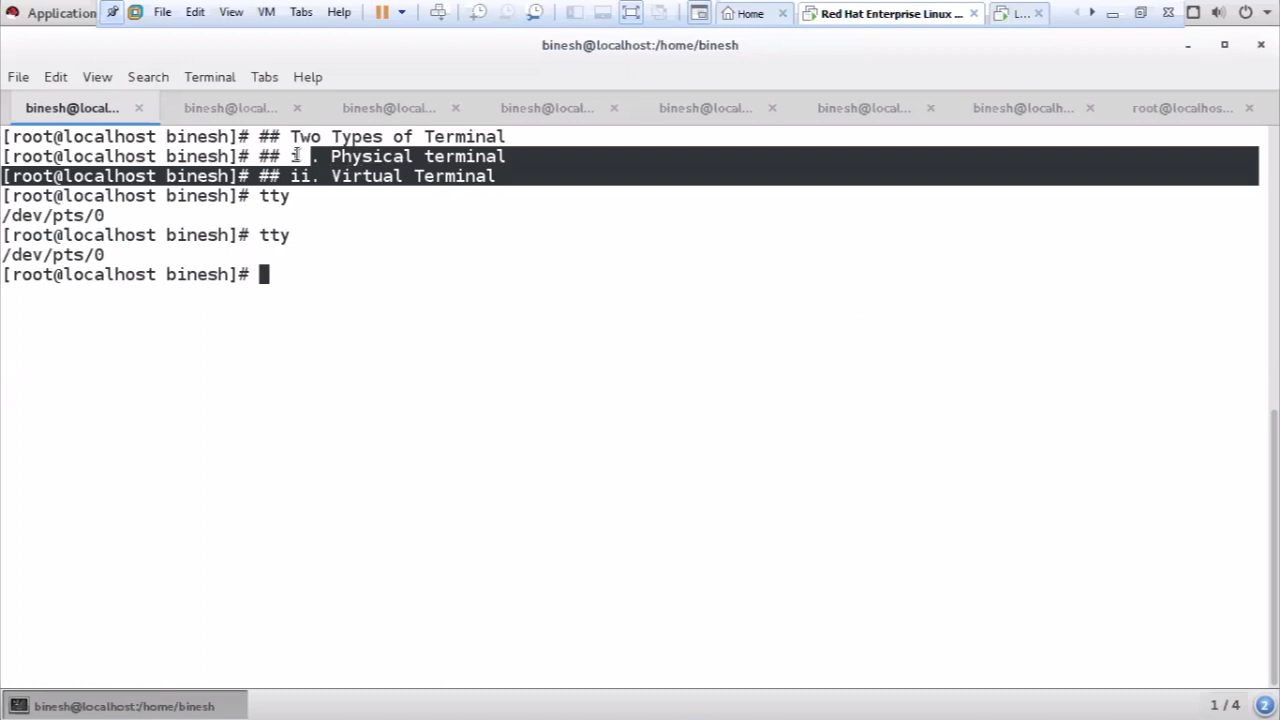 Application File Edit View VM Tabs Help Home Red Hat Enterprise Linux ... L...
binesh@localhost:/home/binesh
File Edit View Search Terminal Tabs Help
binesh@local... binesh@local... binesh@local... binesh@local... binesh@local... binesh@local... binesh@localh... root@localhos...
[root@localhost binesh]# ## Two Types of Terminal
[root@localhost binesh]# ## i. Physical terminal
[root@localhost binesh]# ## ii. Virtual Terminal
[root@localhost binesh]# tty
/dev/pts/0
[root@localhost binesh]# tty
/dev/pts/0
[root@localhost binesh]#
binesh@localhost:/home/binesh 1 / 4 2